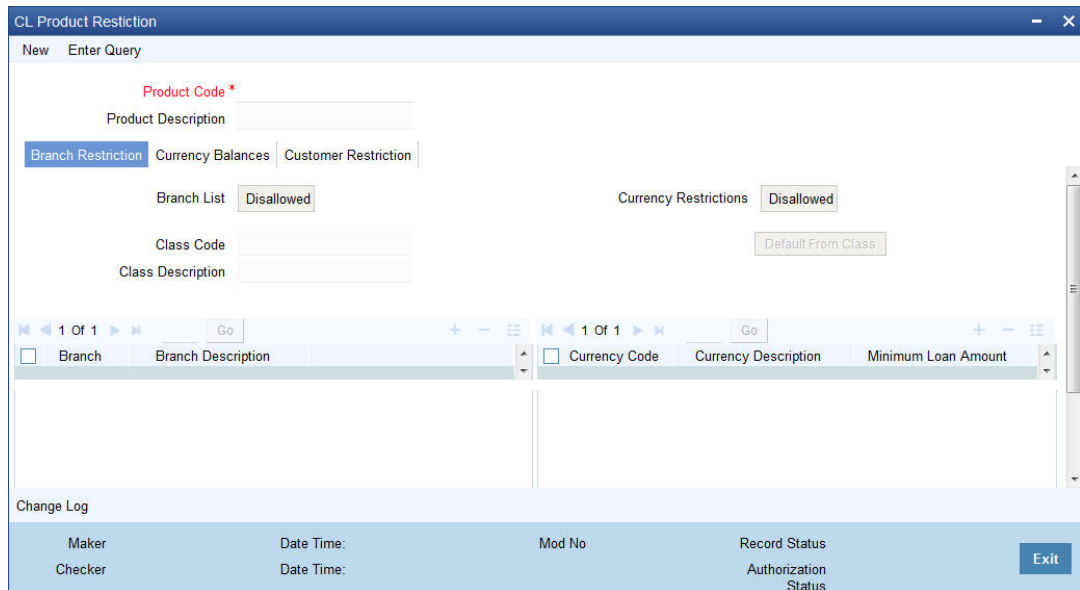 CL Product Restiction
New Enter Query
Product Code *
Product Description
Branch Restriction Currency Balances Customer Restriction
Branch List Disallowed Currency Restrictions Disallowed
Class Code Default From Class
Class Description
1 Of 1 Go 1 Of 1 Go
Branch Branch Description Currency Code Currency Description Minimum Loan Amount
Change Log
Maker Date Time: Mod No Record Status
Checker Date Time: Authorization Status
Exit